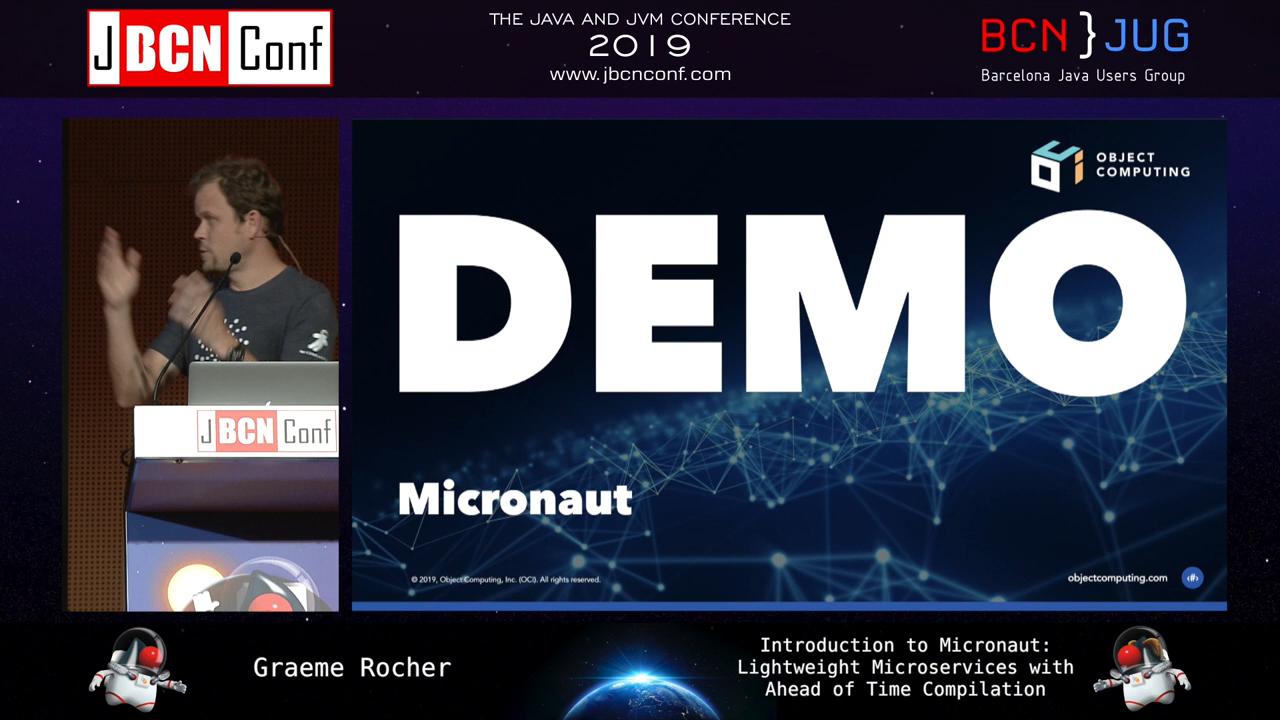 J BCN Conf
THE JAVA AND JVM CONFERENCE
2019
www.jbcnconf.com
BCN } JUG
Barcelona Java Users Group
OBJECT
COMPUTING
DEMO
Micronaut
© 2019, Object Computing, Inc. (OCI). All rights reserved.
objectcomputing.com
‹#›
J BCN Conf
Graeme Rocher
Introduction to Micronaut:
Lightweight Microservices with
Ahead of Time Compilation